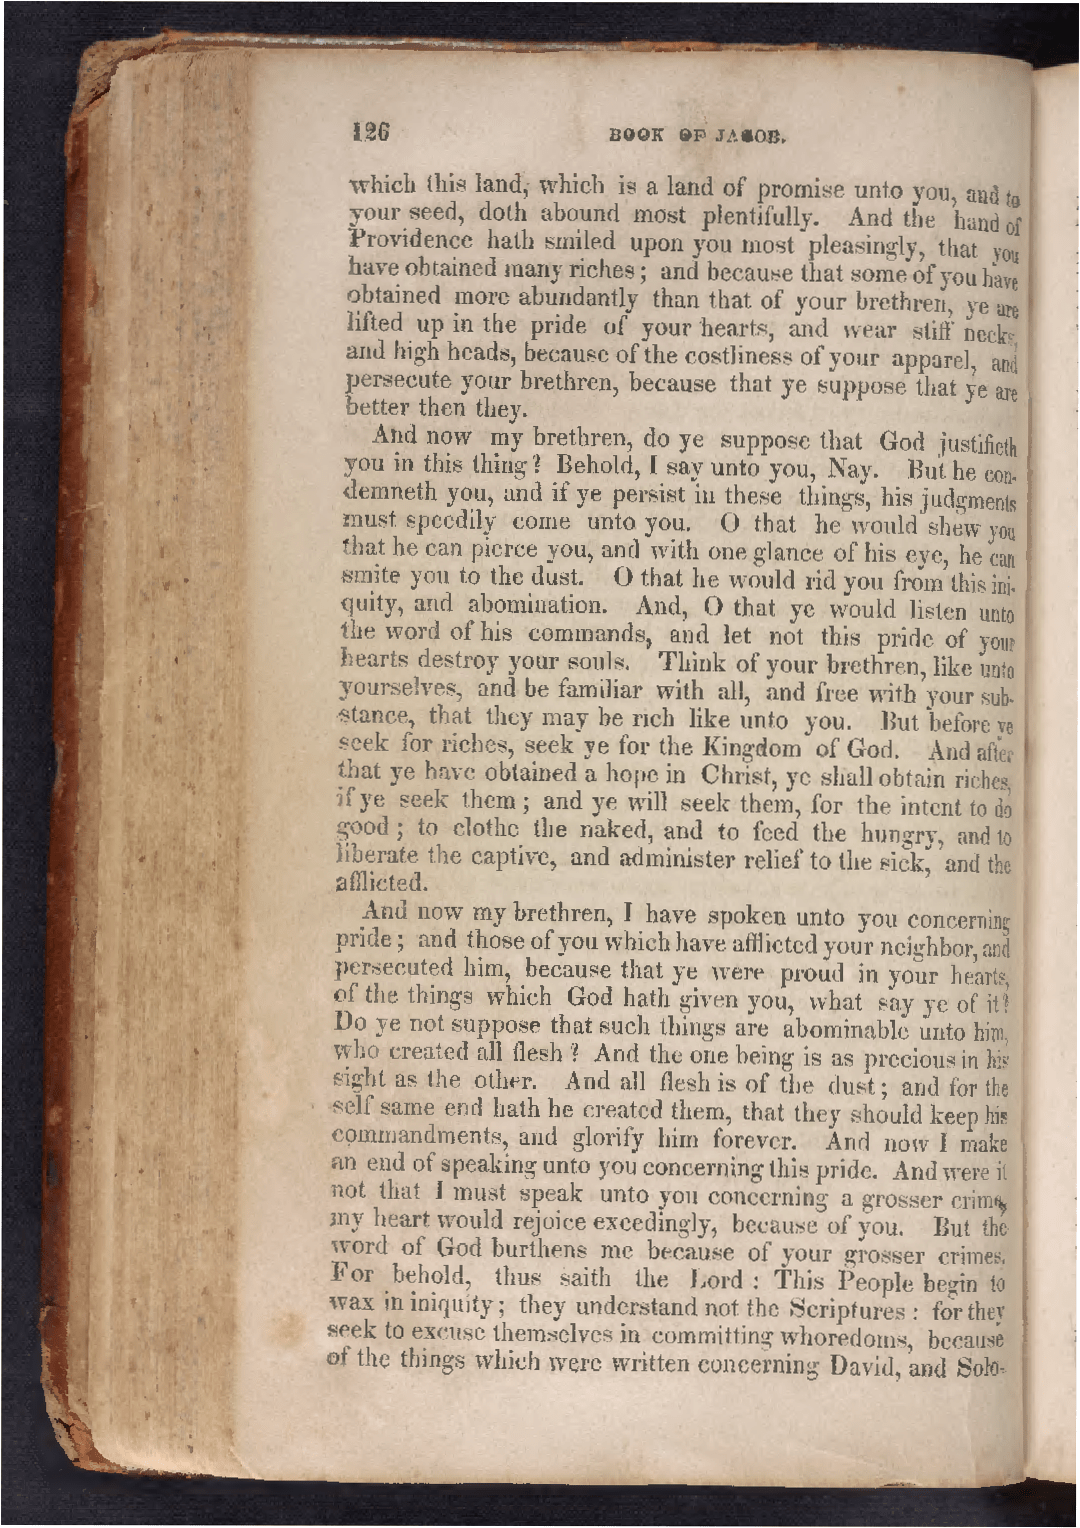 126 BOOK OF JACOB.
which this land, which is a land of promise unto you, and to
your seed, doth abound most plentifully. And the hand of
Providence hath smiled upon you most pleasingly, that you
have obtained many riches; and because that some of you have
obtained more abundantly than that of your brethren, ye are
lifted up in the pride of your hearts, and wear stiff necks,
and high heads, because of the costliness of your apparel, and
persecute your brethren, because that ye suppose that ye are
better then they.
And now my brethren, do ye suppose that God justifieth
you in this thing? Behold, I say unto you, Nay. But he con-
demneth you, and if ye persist in these things, his judgments
must speedily come unto you. O that he would shew you
that he can pierce you, and with one glance of his eye, he can
smite you to the dust. O that he would rid you from this ini-
quity, and abomination. And, O that ye would listen unto
the word of his commands, and let not this pride of your
hearts destroy your souls. Think of your brethren, like unto
yourselves, and be familiar with all, and free with your sub-
stance, that they may be rich like unto you. But before ye
seek for riches, seek ye for the Kingdom of God. And after
that ye have obtained a hope in Christ, ye shall obtain riches,
if ye seek them; and ye will seek them, for the intent to do
good; to clothe the naked, and to feed the hungry, and to
liberate the captive, and administer relief to the sick, and the
afflicted.
And now my brethren, I have spoken unto you concerning
pride; and those of you which have afflicted your neighbor, and
persecuted him, because that ye were proud in your hearts,
of the things which God hath given you, what say ye of it?
Do ye not suppose that such things are abominable unto him,
who created all flesh? And the one being is as precious in his
sight as the other. And all flesh is of the dust; and for the
self same end hath he created them, that they should keep his
commandments, and glorify him forever. And now I make
an end of speaking unto you concerning this pride. And were it
not that I must speak unto you concerning a grosser crime,
my heart would rejoice excedingly, because of you. But the
word of God burthens me because of your grosser crimes.
For behold, thus saith the Lord: This People begin to
wax in iniquity; they understand not the Scriptures: for they
seek to excuse themselves in committing whoredoms, because
of the things which were written concerning David, and Solo-